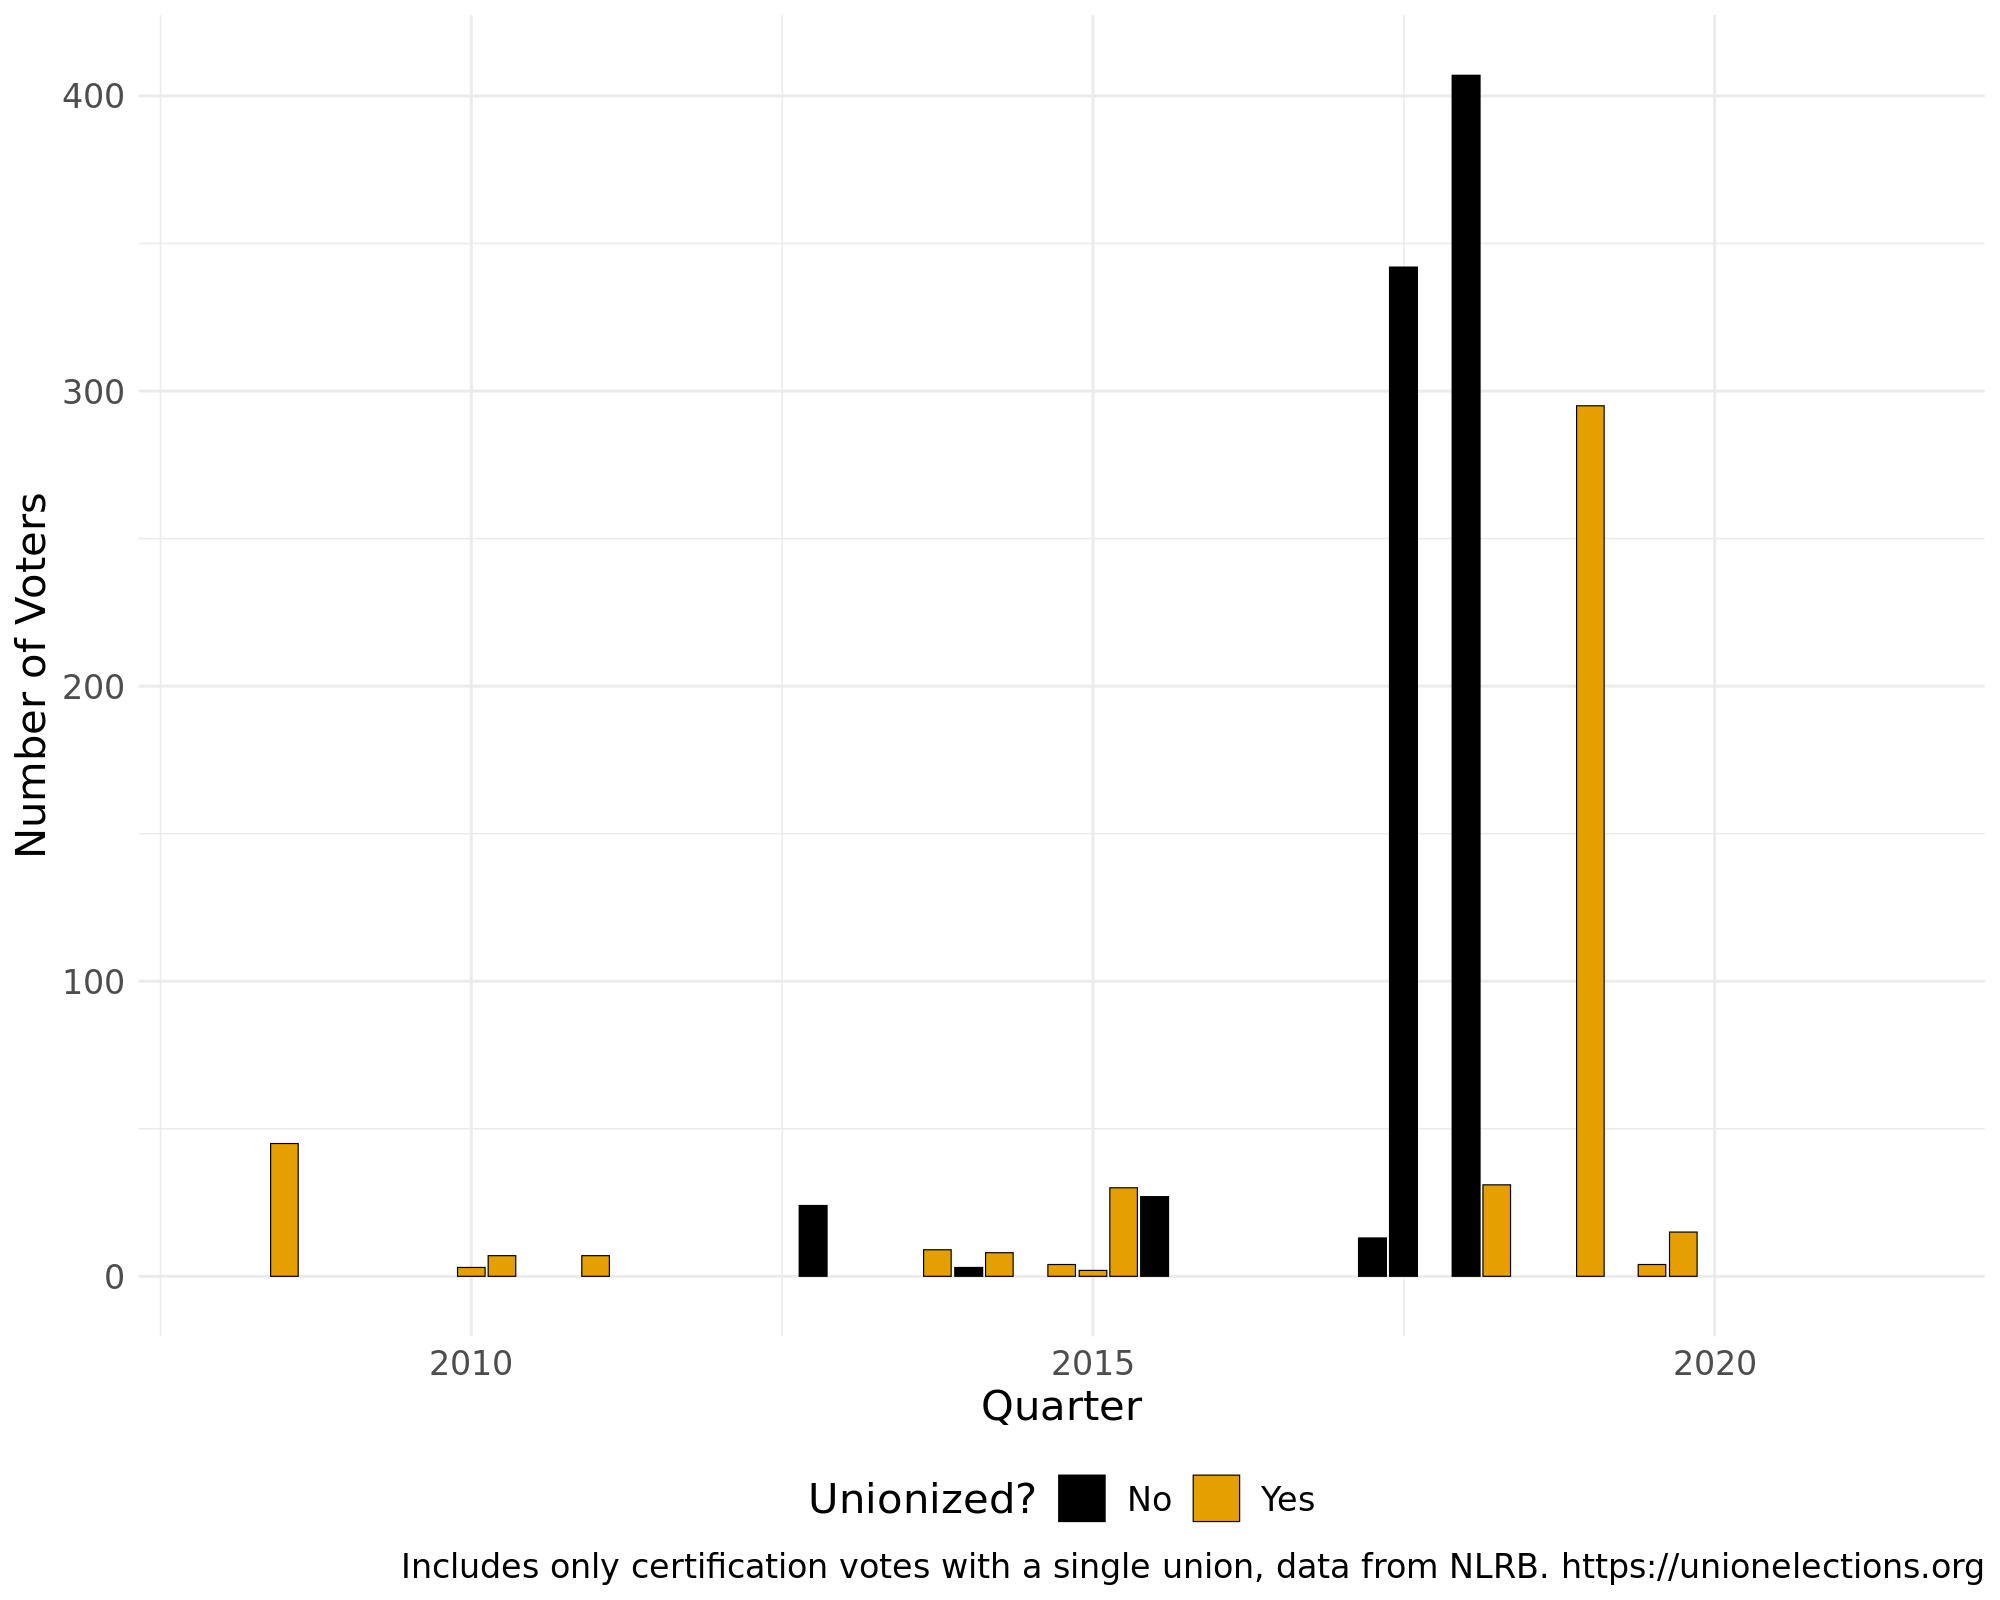 400
300
200
100
0
Number of Voters
2010 2015 2020
Quarter
Unionized? No Yes
Includes only certification votes with a single union, data from NLRB. https://unionelections.org